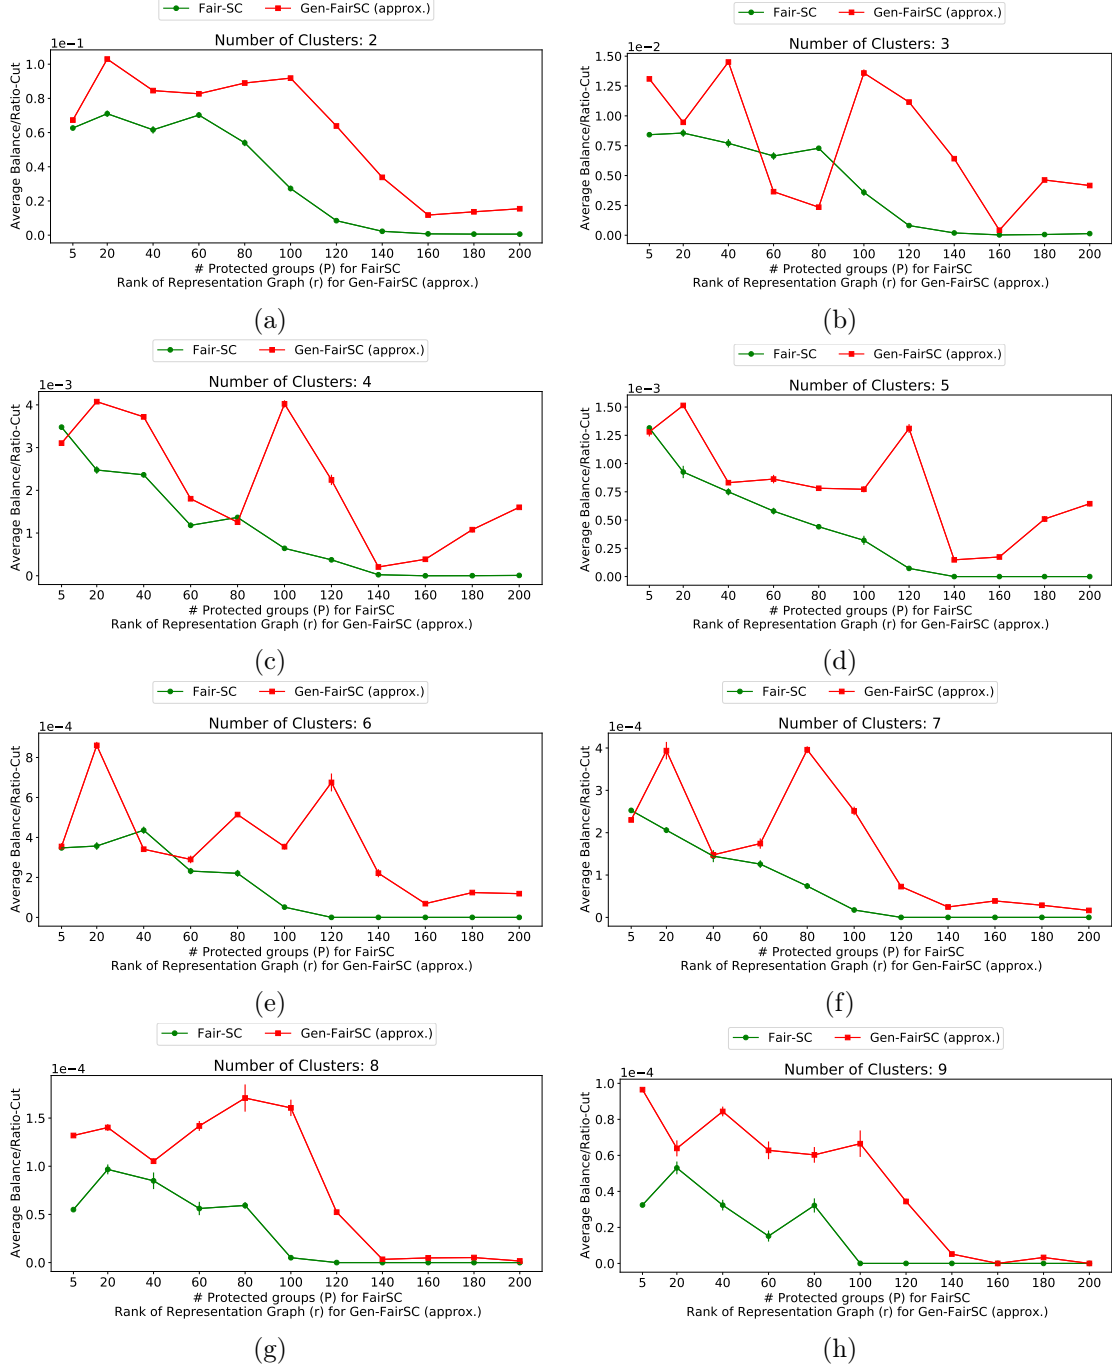 Fair-SC Gen-FairSC (approx.)
Number of Clusters: 2
1e−1
Average Balance/Ratio-Cut
1.0
0.8
0.6
0.4
0.2
0.0
5 20 40 60 80 100 120 140 160 180 200
# Protected groups (P) for FairSC
Rank of Representation Graph (r) for Gen-FairSC (approx.)
(a)
Fair-SC Gen-FairSC (approx.)
Number of Clusters: 3
1e−2
Average Balance/Ratio-Cut
1.50
1.25
1.00
0.75
0.50
0.25
0.00
5 20 40 60 80 100 120 140 160 180 200
# Protected groups (P) for FairSC
Rank of Representation Graph (r) for Gen-FairSC (approx.)
(b)
Fair-SC Gen-FairSC (approx.)
Number of Clusters: 4
1e−3
Average Balance/Ratio-Cut
4
3
2
1
0
5 20 40 60 80 100 120 140 160 180 200
# Protected groups (P) for FairSC
Rank of Representation Graph (r) for Gen-FairSC (approx.)
(c)
Fair-SC Gen-FairSC (approx.)
Number of Clusters: 5
1e−3
Average Balance/Ratio-Cut
1.50
1.25
1.00
0.75
0.50
0.25
0.00
5 20 40 60 80 100 120 140 160 180 200
# Protected groups (P) for FairSC
Rank of Representation Graph (r) for Gen-FairSC (approx.)
(d)
Fair-SC Gen-FairSC (approx.)
Number of Clusters: 6
1e−4
Average Balance/Ratio-Cut
8
6
4
2
0
5 20 40 60 80 100 120 140 160 180 200
# Protected groups (P) for FairSC
Rank of Representation Graph (r) for Gen-FairSC (approx.)
(e)
Fair-SC Gen-FairSC (approx.)
Number of Clusters: 7
1e−4
Average Balance/Ratio-Cut
4
3
2
1
0
5 20 40 60 80 100 120 140 160 180 200
# Protected groups (P) for FairSC
Rank of Representation Graph (r) for Gen-FairSC (approx.)
(f)
Fair-SC Gen-FairSC (approx.)
Number of Clusters: 8
1e−4
Average Balance/Ratio-Cut
1.5
1.0
0.5
0.0
5 20 40 60 80 100 120 140 160 180 200
# Protected groups (P) for FairSC
Rank of Representation Graph (r) for Gen-FairSC (approx.)
(g)
Fair-SC Gen-FairSC (approx.)
Number of Clusters: 9
1e−4
Average Balance/Ratio-Cut
1.0
0.8
0.6
0.4
0.2
0.0
5 20 40 60 80 100 120 140 160 180 200
# Protected groups (P) for FairSC
Rank of Representation Graph (r) for Gen-FairSC (approx.)
(h)